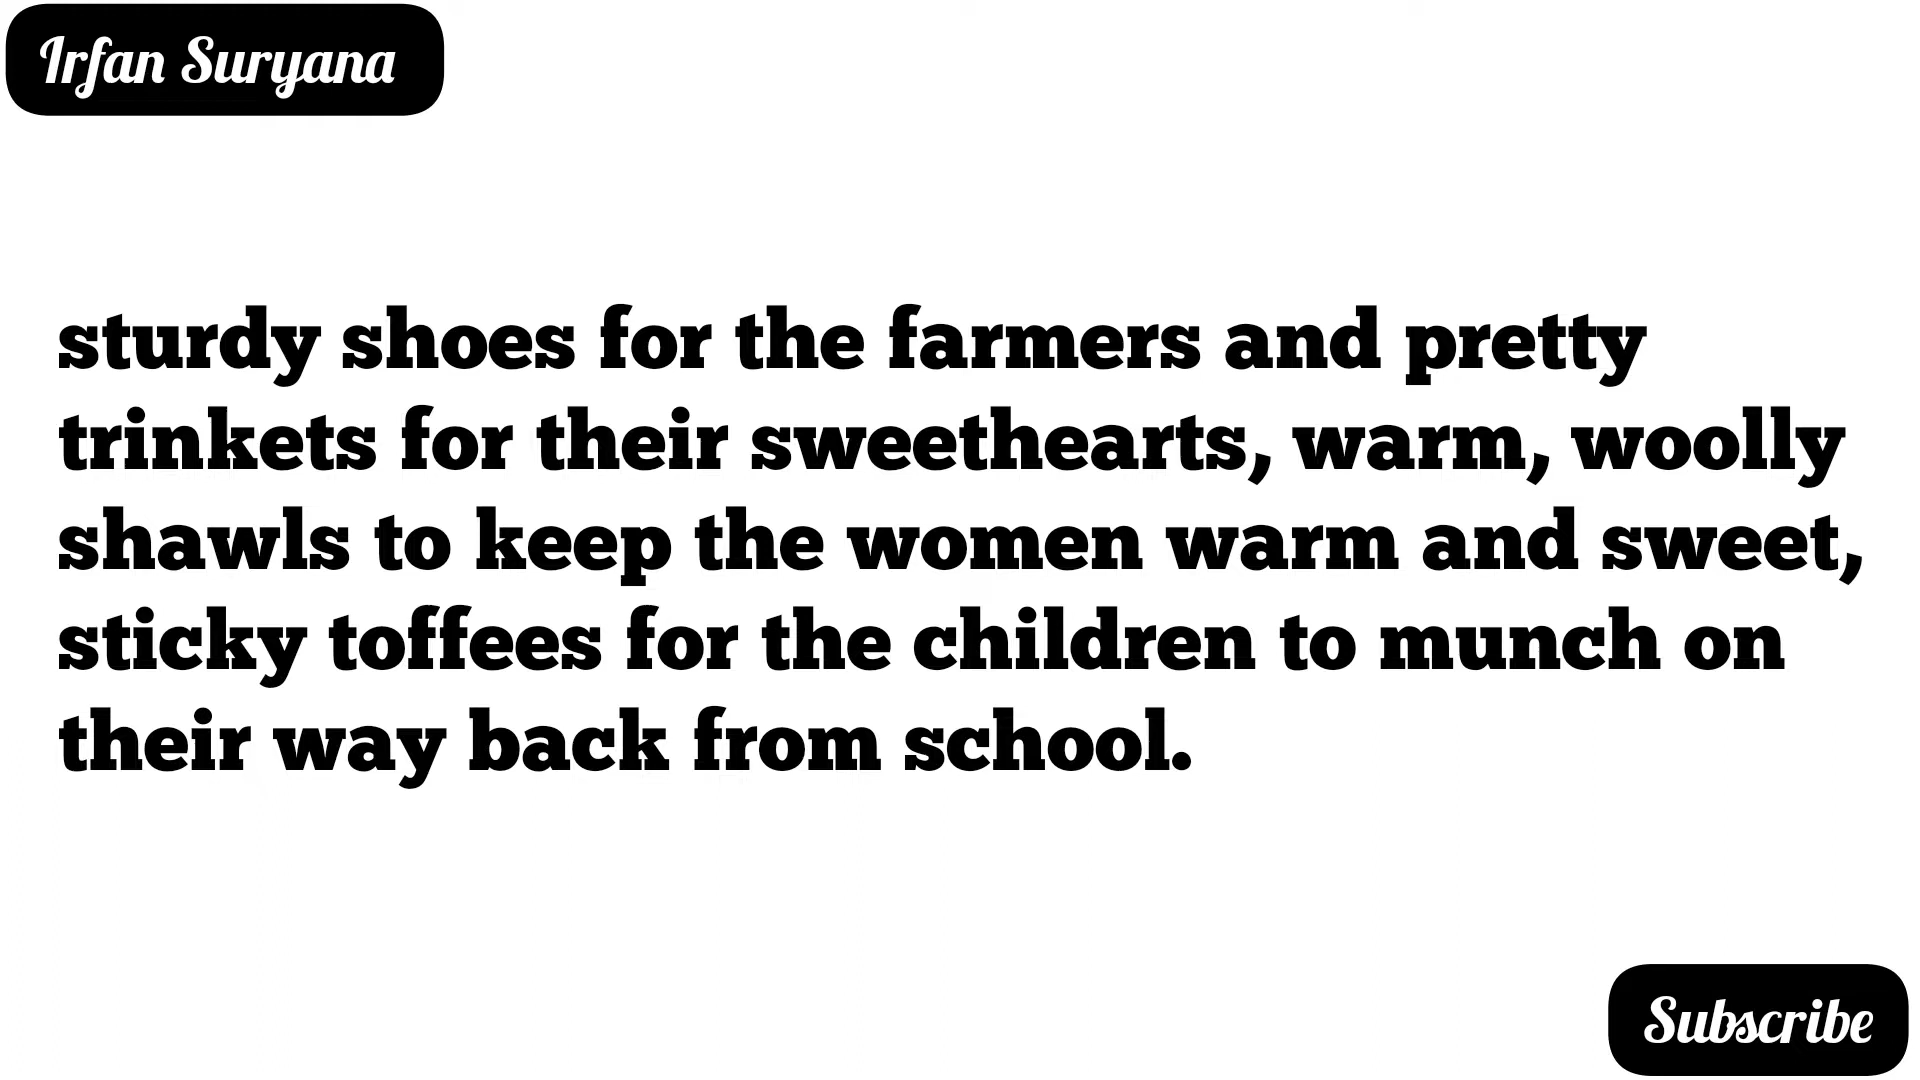 Irfan Suryana
sturdy shoes for the farmers and pretty
trinkets for their sweethearts, warm, woolly
shawls to keep the women warm and sweet,
sticky toffees for the children to munch on
their way back from school.
Subscribe